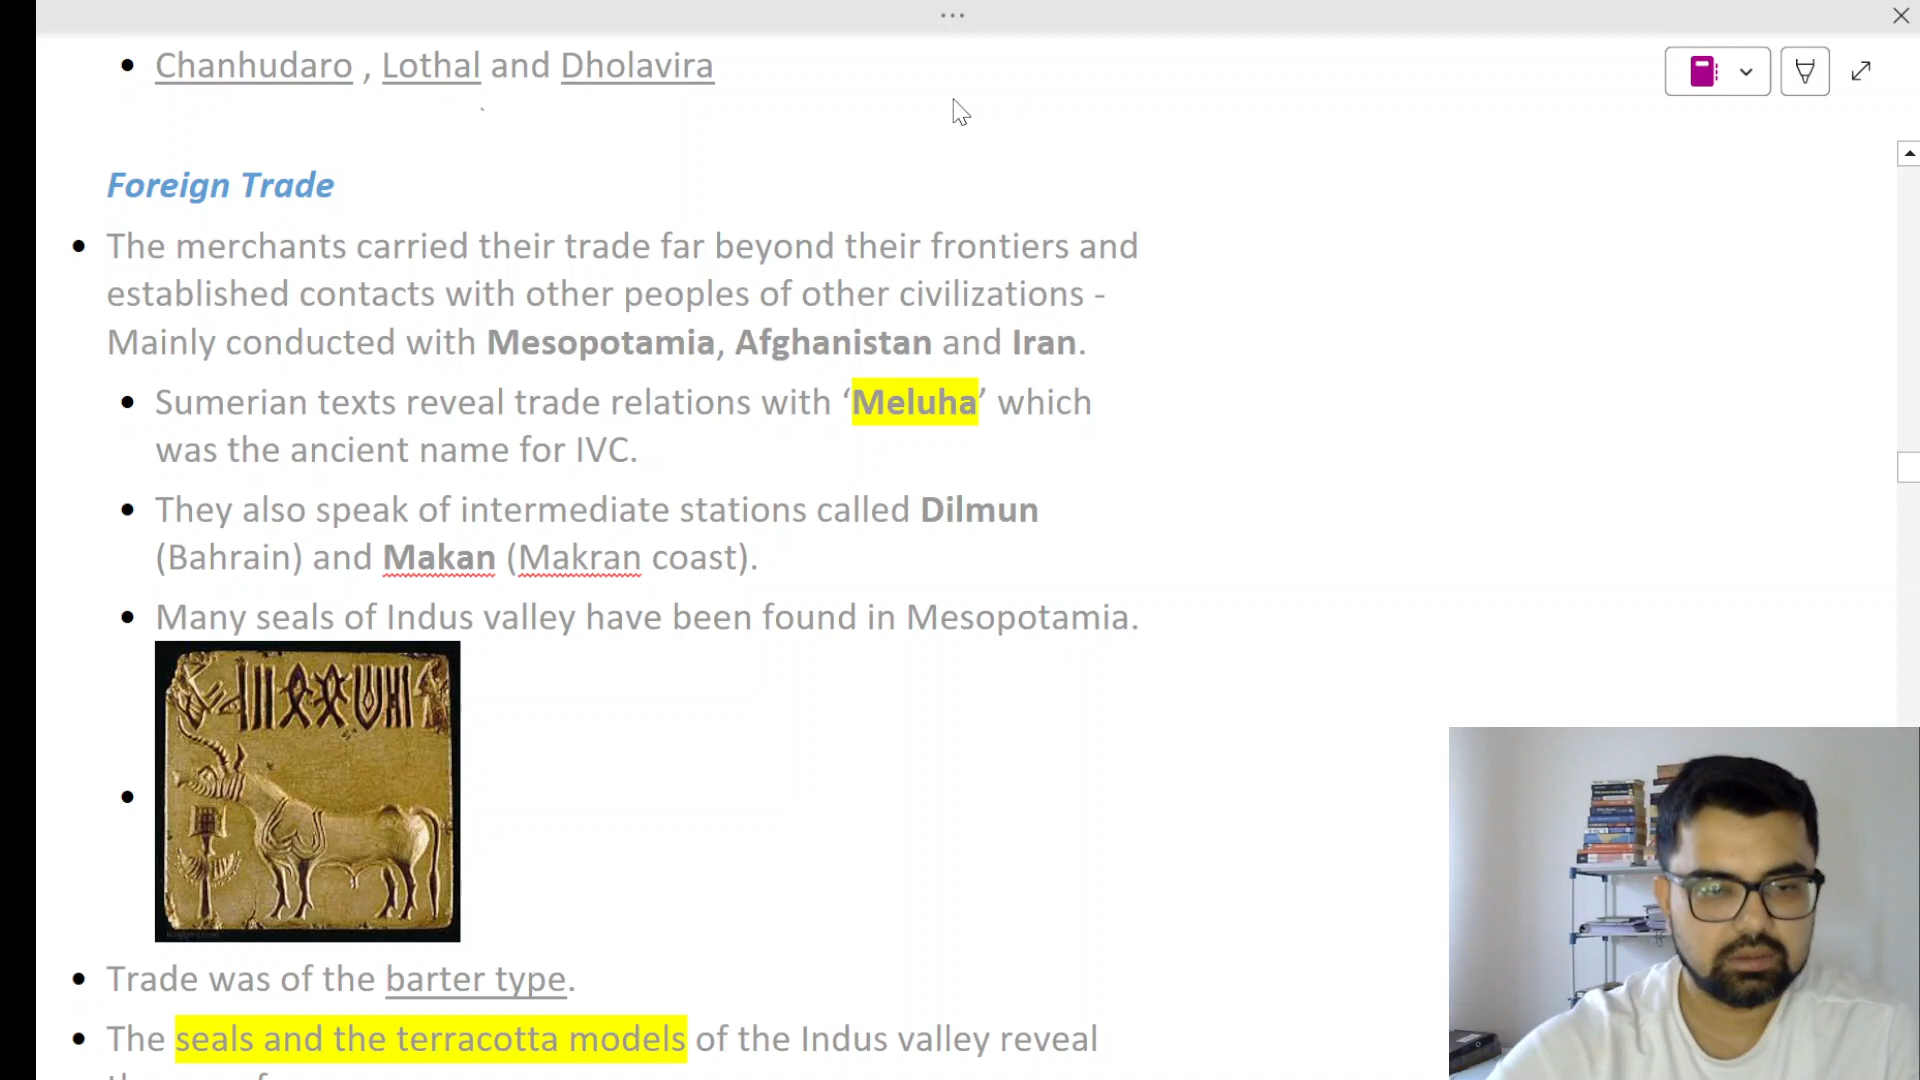 Chanhudaro , Lothal and Dholavira
Foreign Trade
The merchants carried their trade far beyond their frontiers and
established contacts with other peoples of other civilizations -
Mainly conducted with Mesopotamia, Afghanistan and Iran.
Sumerian texts reveal trade relations with ‘Meluha’ which
was the ancient name for IVC.
They also speak of intermediate stations called Dilmun
(Bahrain) and Makan (Makran coast).
Many seals of Indus valley have been found in Mesopotamia.
Trade was of the barter type.
The seals and the terracotta models of the Indus valley reveal